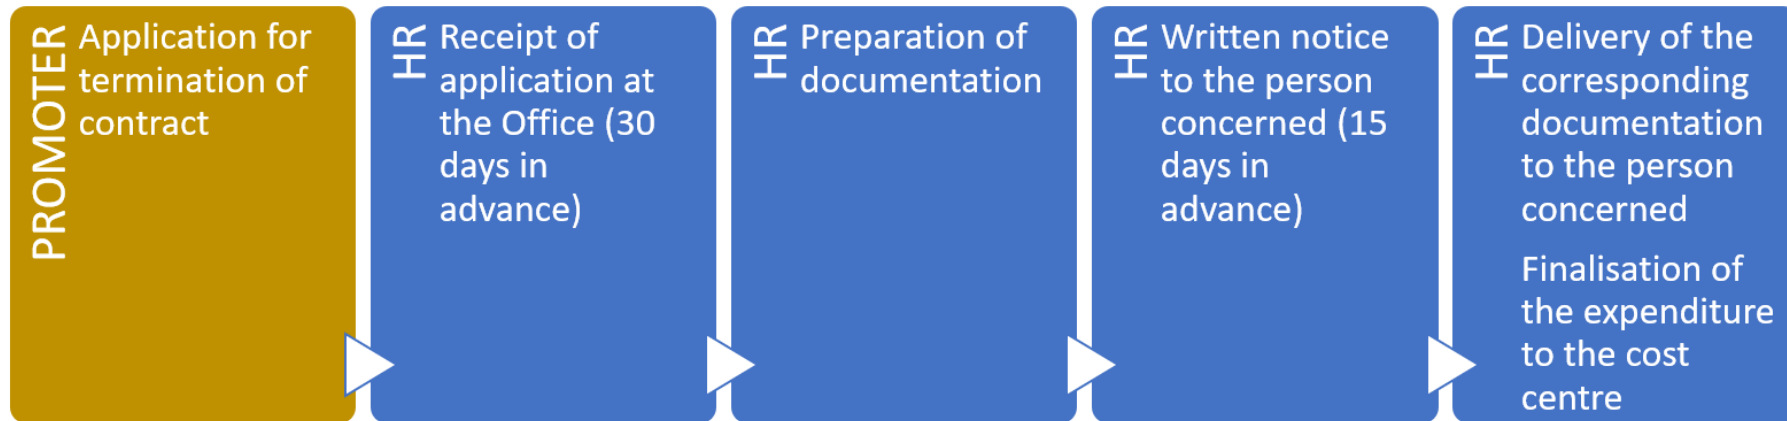 PROMOTER
Application for
termination of
contract
HR
Receipt of
application at
the Office (30
days in
advance)
HR
Preparation of
documentation
HR
Written notice
to the person
concerned (15
days in
advance)
HR
Delivery of the
corresponding
documentation
to the person
concerned
Finalisation of
the expenditure
to the cost
centre